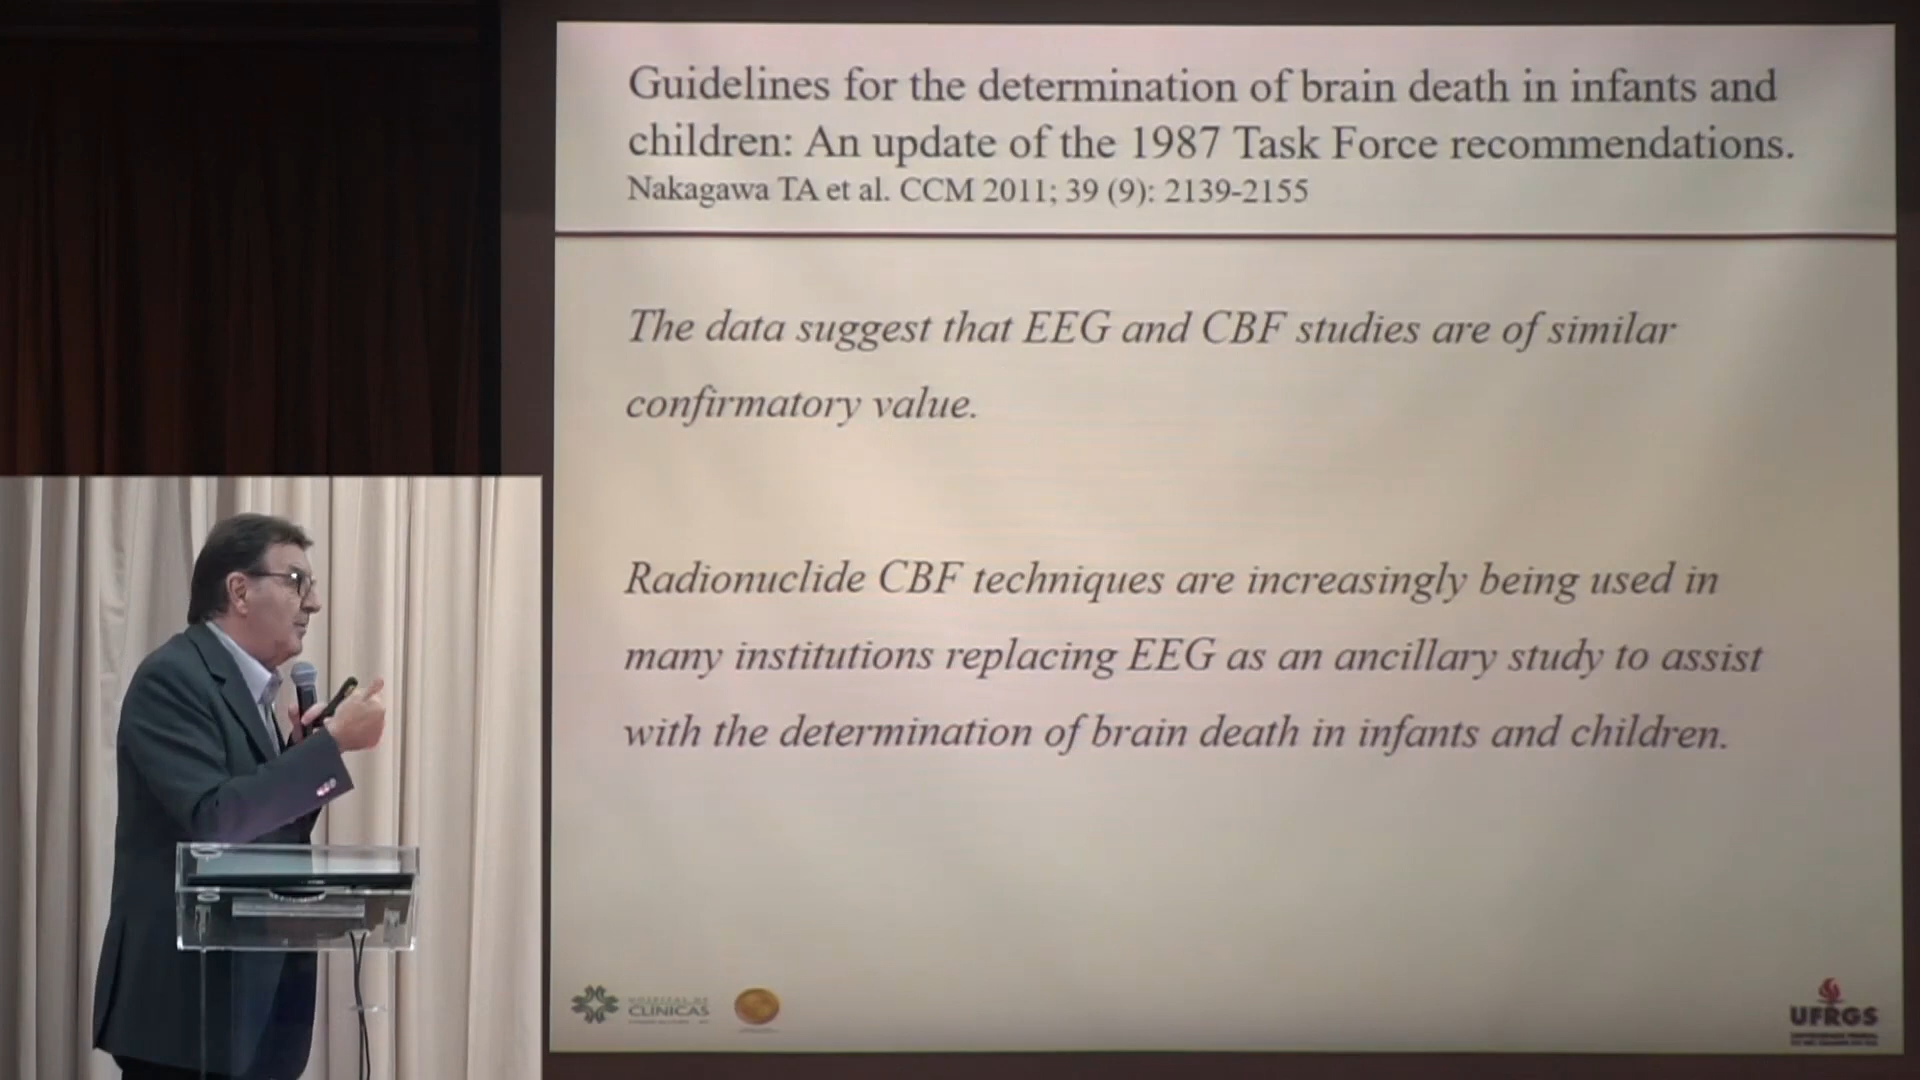 Guidelines for the determination of brain death in infants and
children: An update of the 1987 Task Force recommendations.
Nakagawa TA et al. CCM 2011; 39 (9): 2139-2155
The data suggest that EEG and CBF studies are of similar
confirmatory value.
Radionuclide CBF techniques are increasingly being used in
many institutions replacing EEG as an ancillary study to assist
with the determination of brain death in infants and children.
HOSPITAL DE
CLINICAS
UFRGS